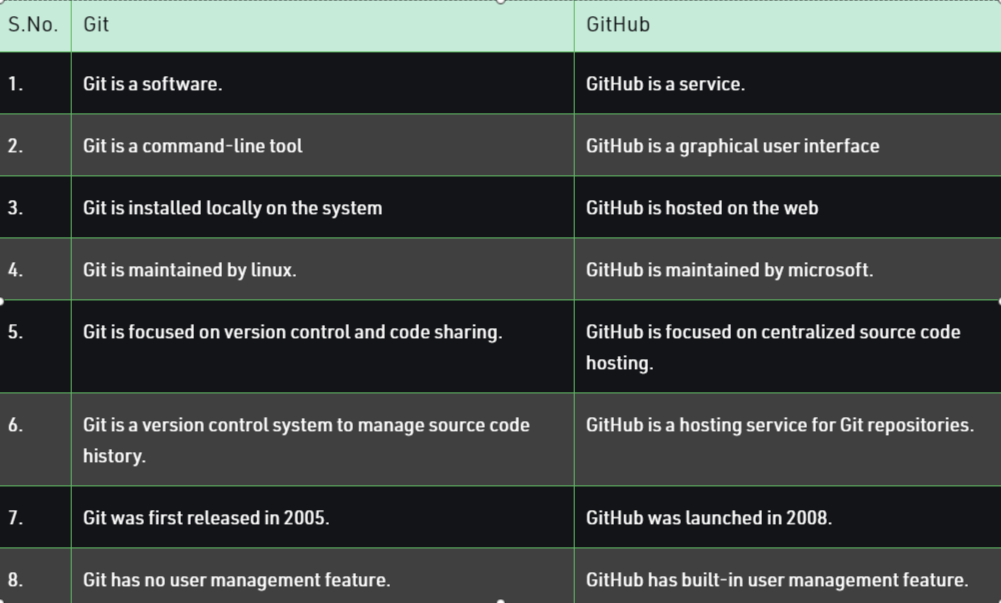 S.No. Git GitHub
1. Git is a software. GitHub is a service.
2. Git is a command-line tool GitHub is a graphical user interface
3. Git is installed locally on the system GitHub is hosted on the web
4. Git is maintained by linux. GitHub is maintained by microsoft.
5. Git is focused on version control and code sharing. GitHub is focused on centralized source code
hosting.
6. Git is a version control system to manage source code GitHub is a hosting service for Git repositories.
history.
7. Git was first released in 2005. GitHub was launched in 2008.
8. Git has no user management feature. GitHub has built-in user management feature.